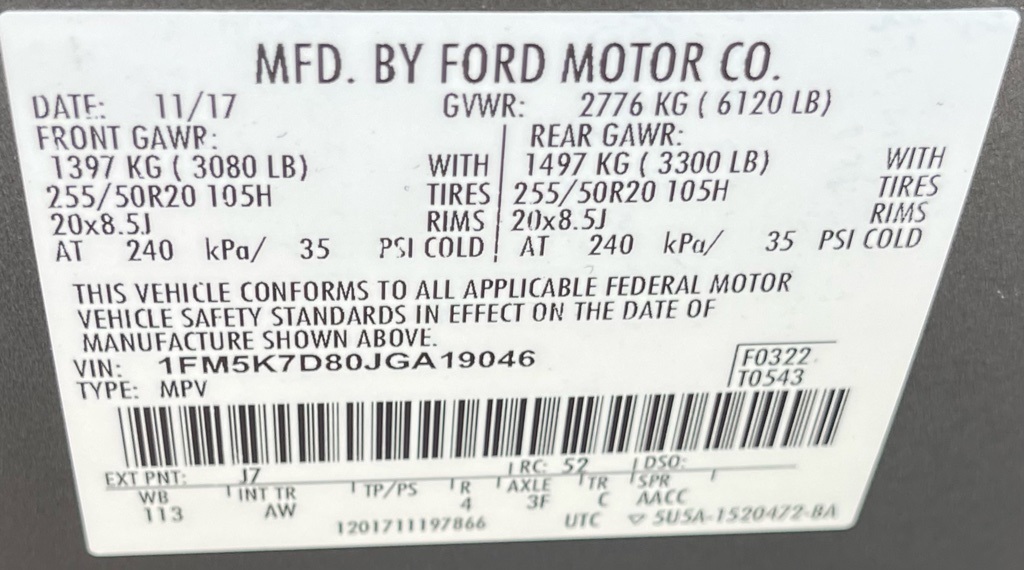 MFD. BY FORD MOTOR CO.
DATE: 11/17 GVWR: 2776 KG ( 6120 LB)
FRONT GAWR: REAR GAWR:
1397 KG ( 3080 LB) WITH 1497 KG ( 3300 LB) WITH
255/50R20 105H TIRES 255/50R20 105H TIRES
20x8.5J RIMS 20x8.5J RIMS
AT 240 kPa/ 35 PSI COLD AT 240 kPa/ 35 PSI COLD
THIS VEHICLE CONFORMS TO ALL APPLICABLE FEDERAL MOTOR
VEHICLE SAFETY STANDARDS IN EFFECT ON THE DATE OF
MANUFACTURE SHOWN ABOVE.
VIN: 1FM5K7D80JGA19046 F0322
TYPE: MPV T0543
EXT PNT: J7 RC: 52 DSO:
WB INT TR TP/PS R AXLE TR SPR
113 AW 4 3F C AACC
1201711197866 UTC ▽ 5U5A-1520472-BA